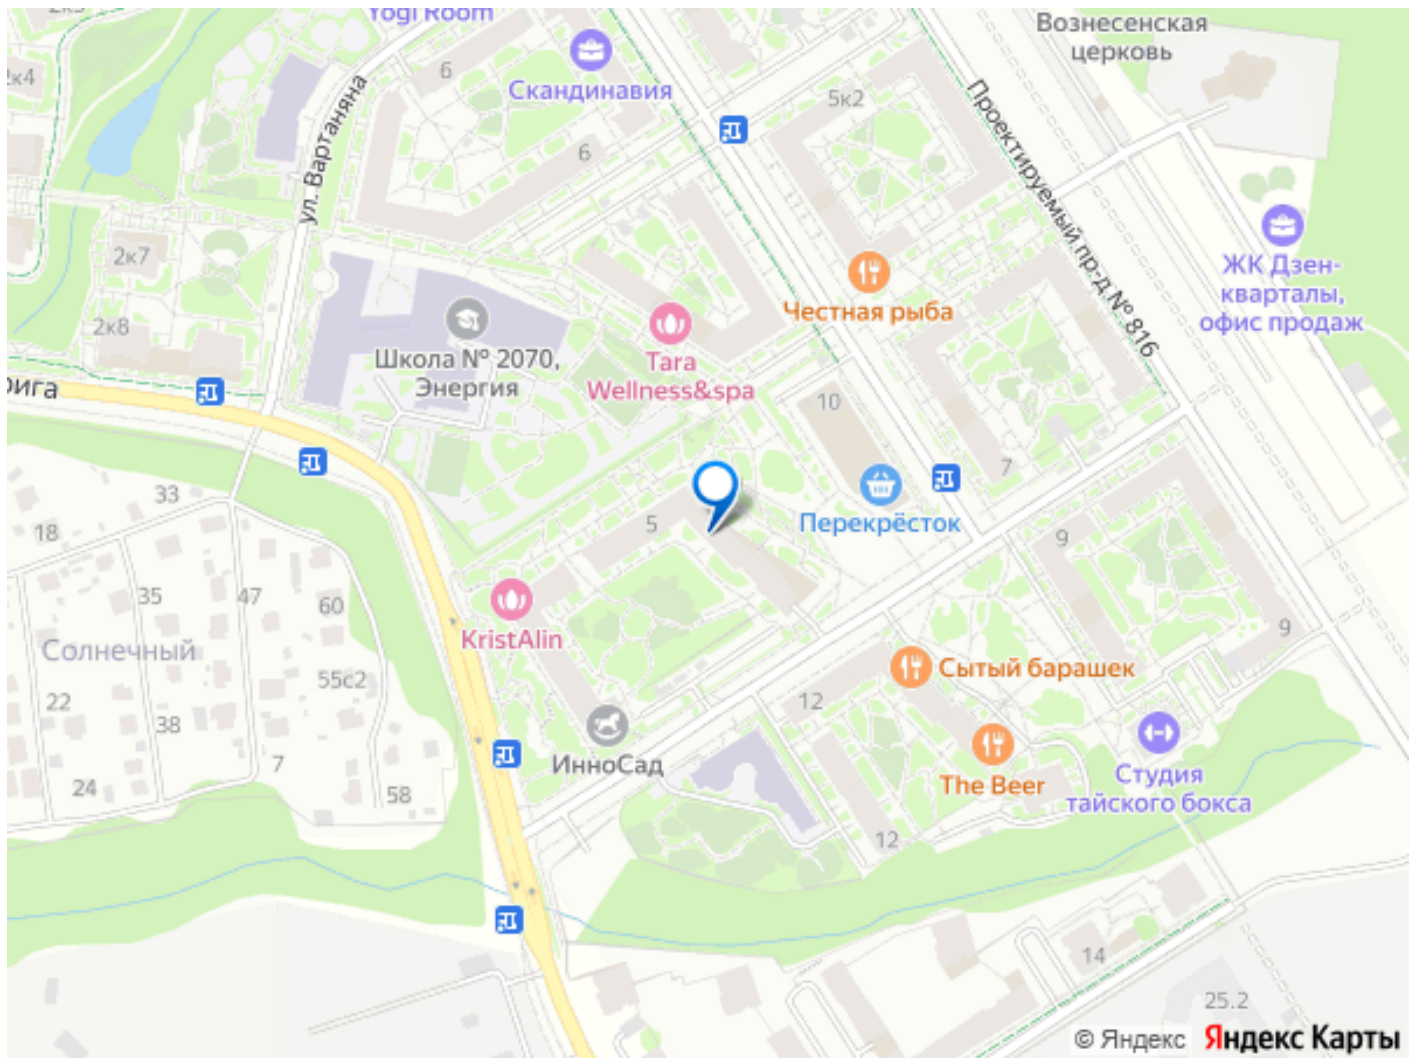 Yogi Room
Вознесенская
церковь
2к4
6
Скандинавия
5к2
Проектируемый пр-д № 816
ул. Вартаняна
6
2к7
ЖК Дзен-
кварталы,
офис продаж
Честная рыба
2к8
Школа № 2070,
Энергия
Tara
Wellness&spa
10
7
33
18
5
Перекрёсток
9
35
47
60
KristAlin
9
Солнечный
55с2
Сытый барашек
22
12
38
7
ИнноСад
The Beer
Студия
тайского бокса
24
58
12
14
25.2
© Яндекс Яндекс Карты